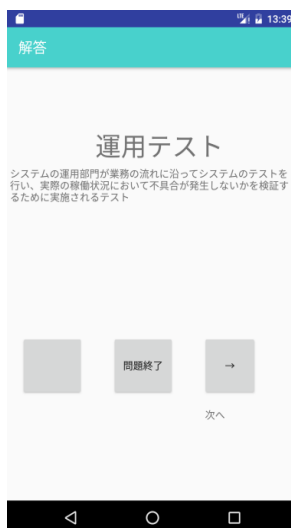 13:39
解答
運用テスト
システムの運用部門が業務の流れに沿ってシステムのテストを
行い、実際の稼働状況において不具合が発生しないかを検証す
るために実施されるテスト
問題終了
→
次へ